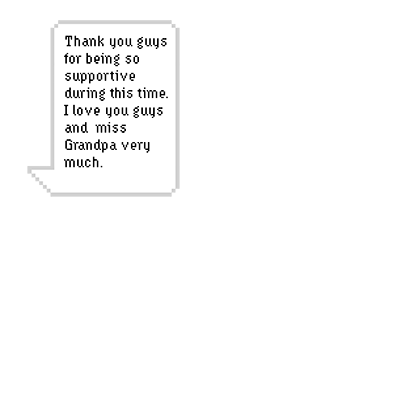 Thank you guys
for being so
supportive
during this time.
I love you guys
and  miss
Grandpa very
much.